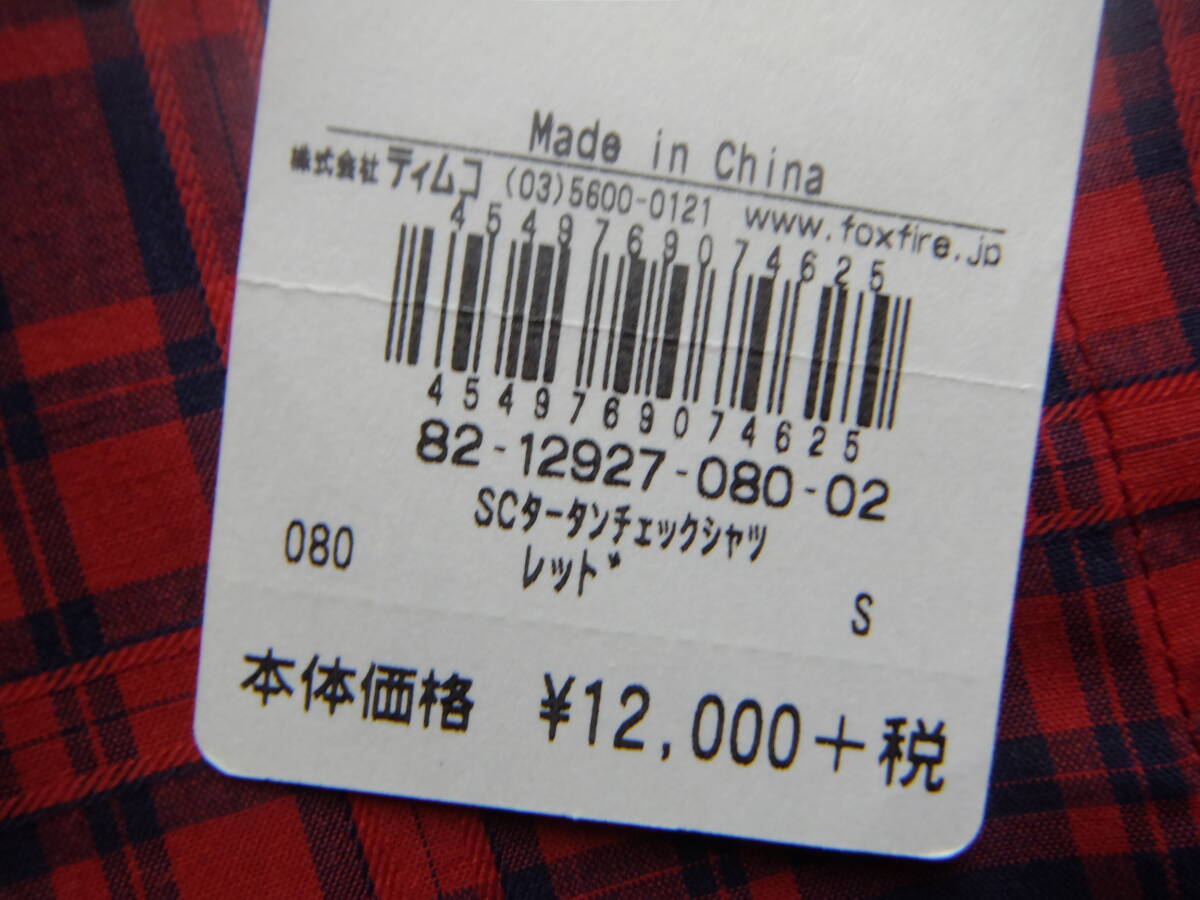 Made in China
株式会社 ティムコ (03)5600-0121 www.foxfire.jp
4549769074625
4549769074625
82-12927-080-02
SCタータンチェックシャツ
080 レッド S
本体価格 ¥12,000+税